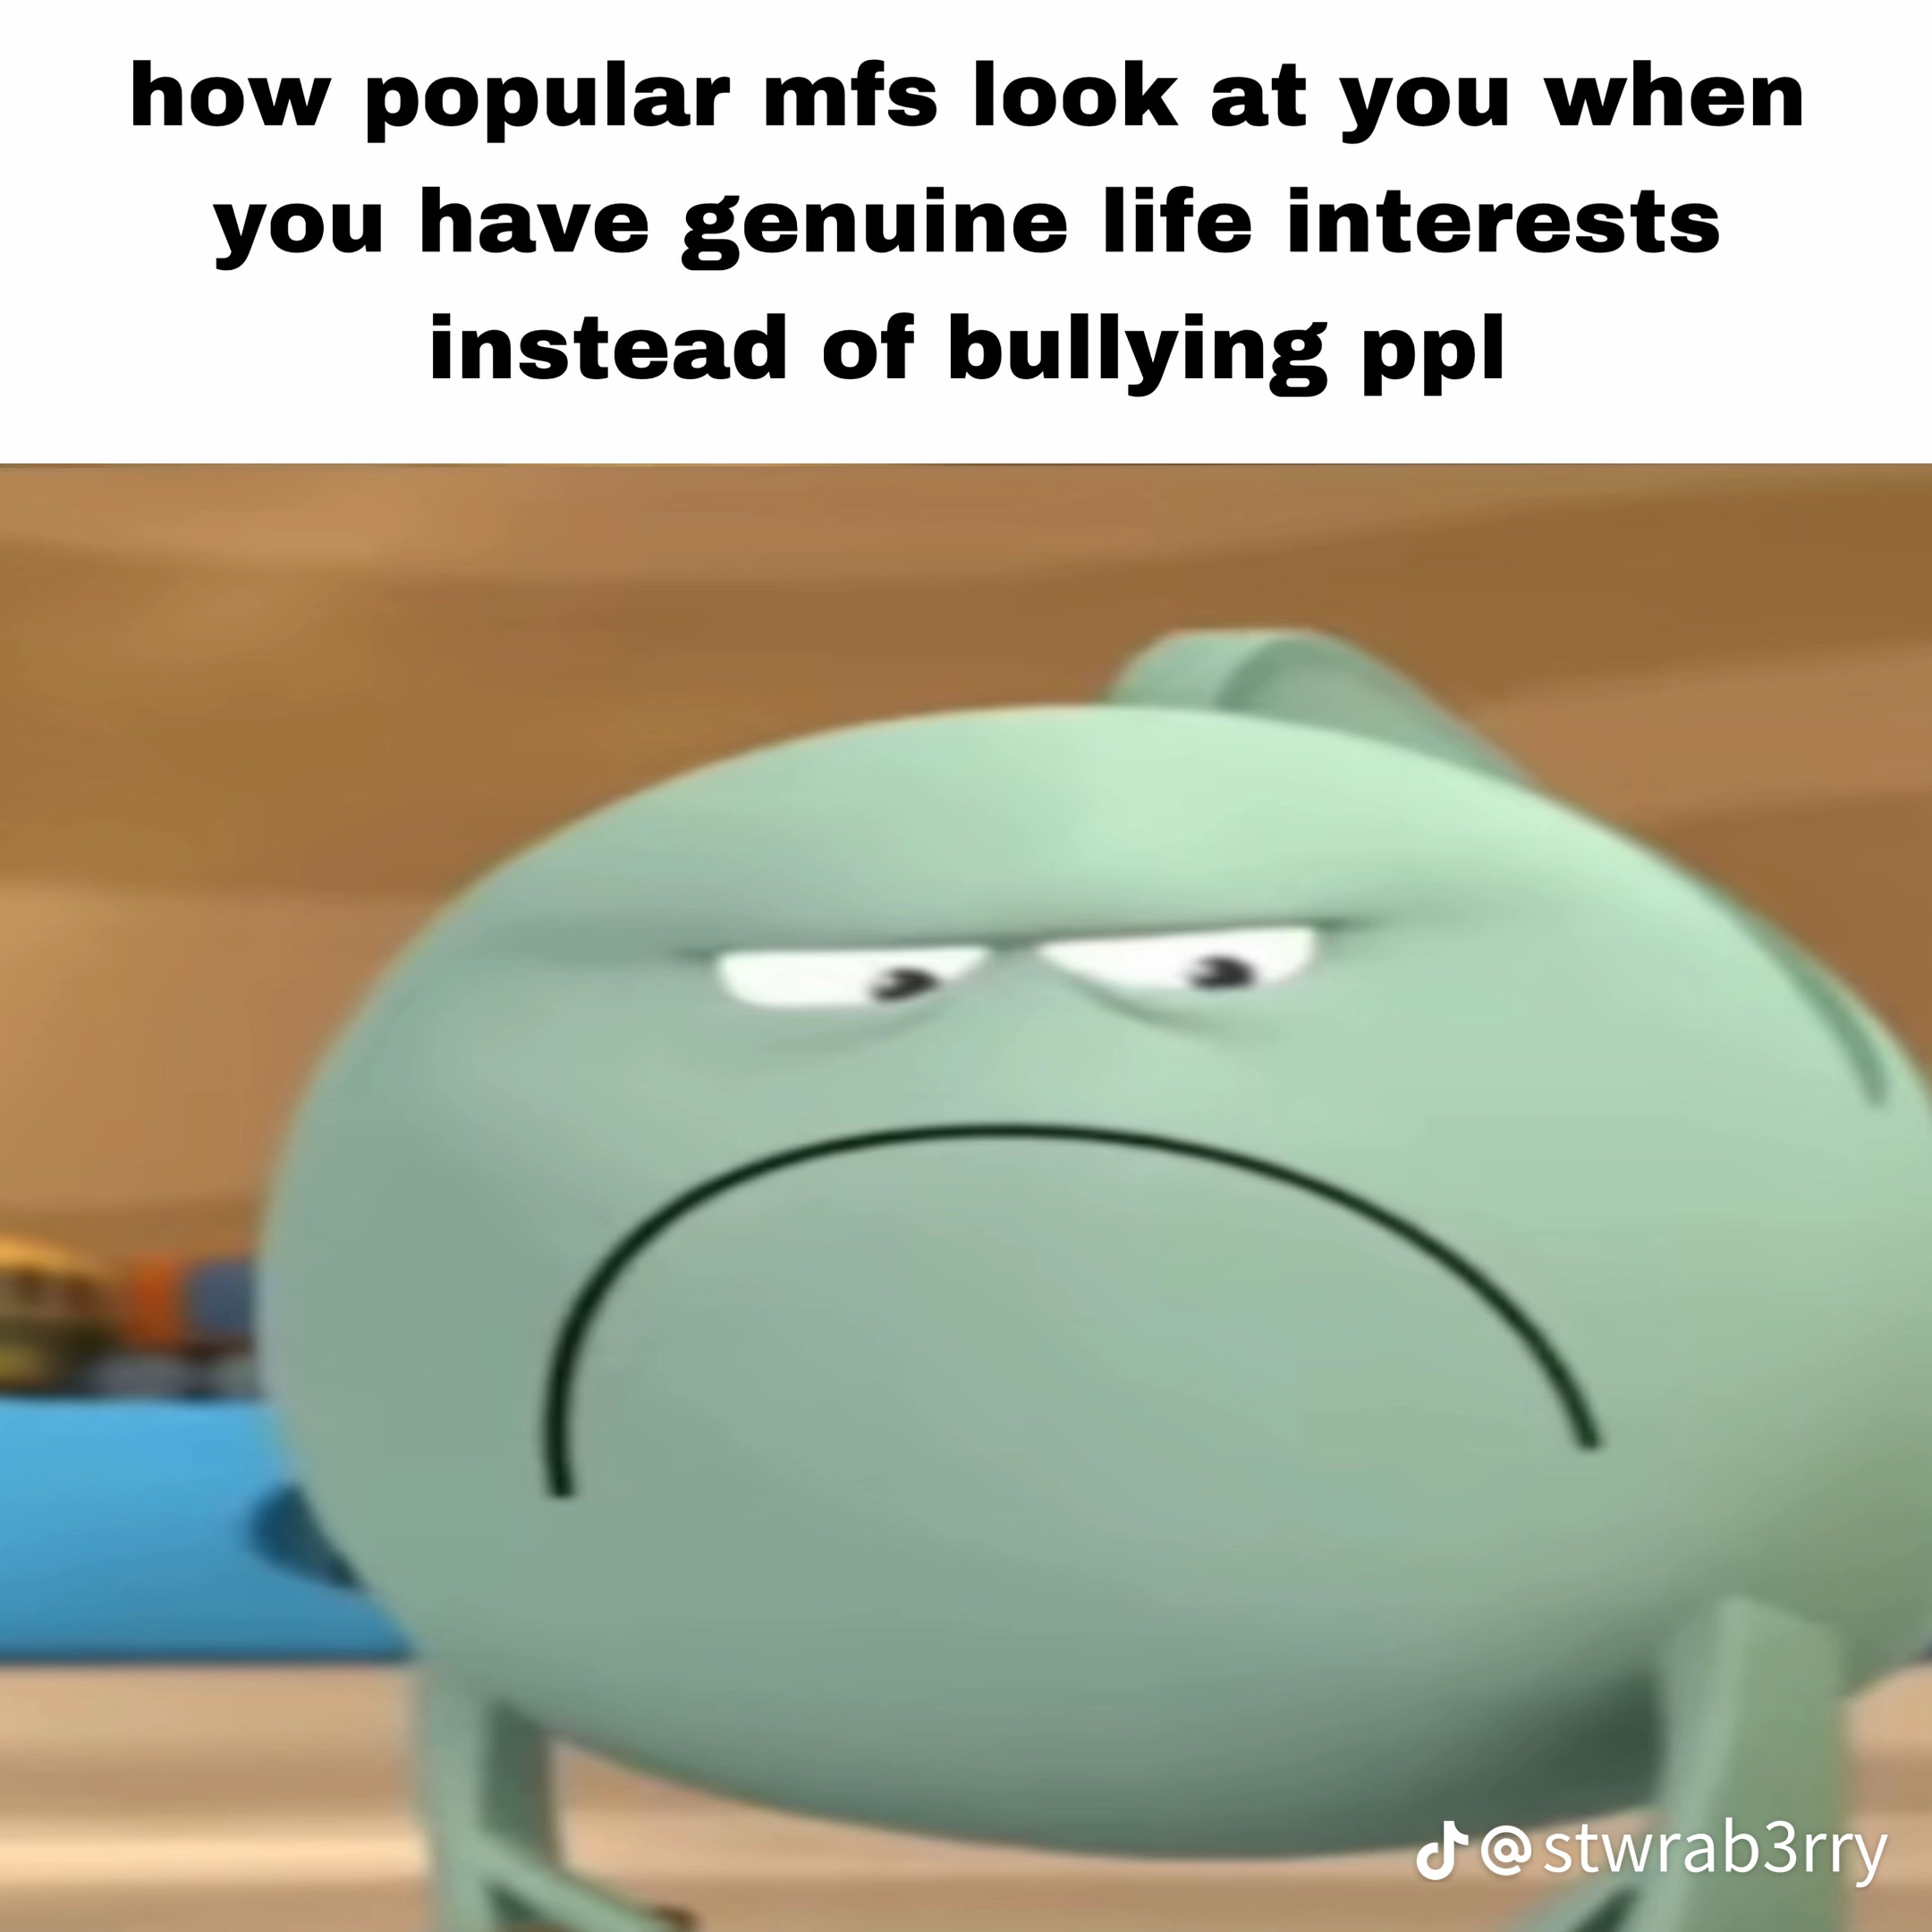 how popular mfs look at you when
you have genuine life interests
instead of bullying ppl
@stwrab3rry